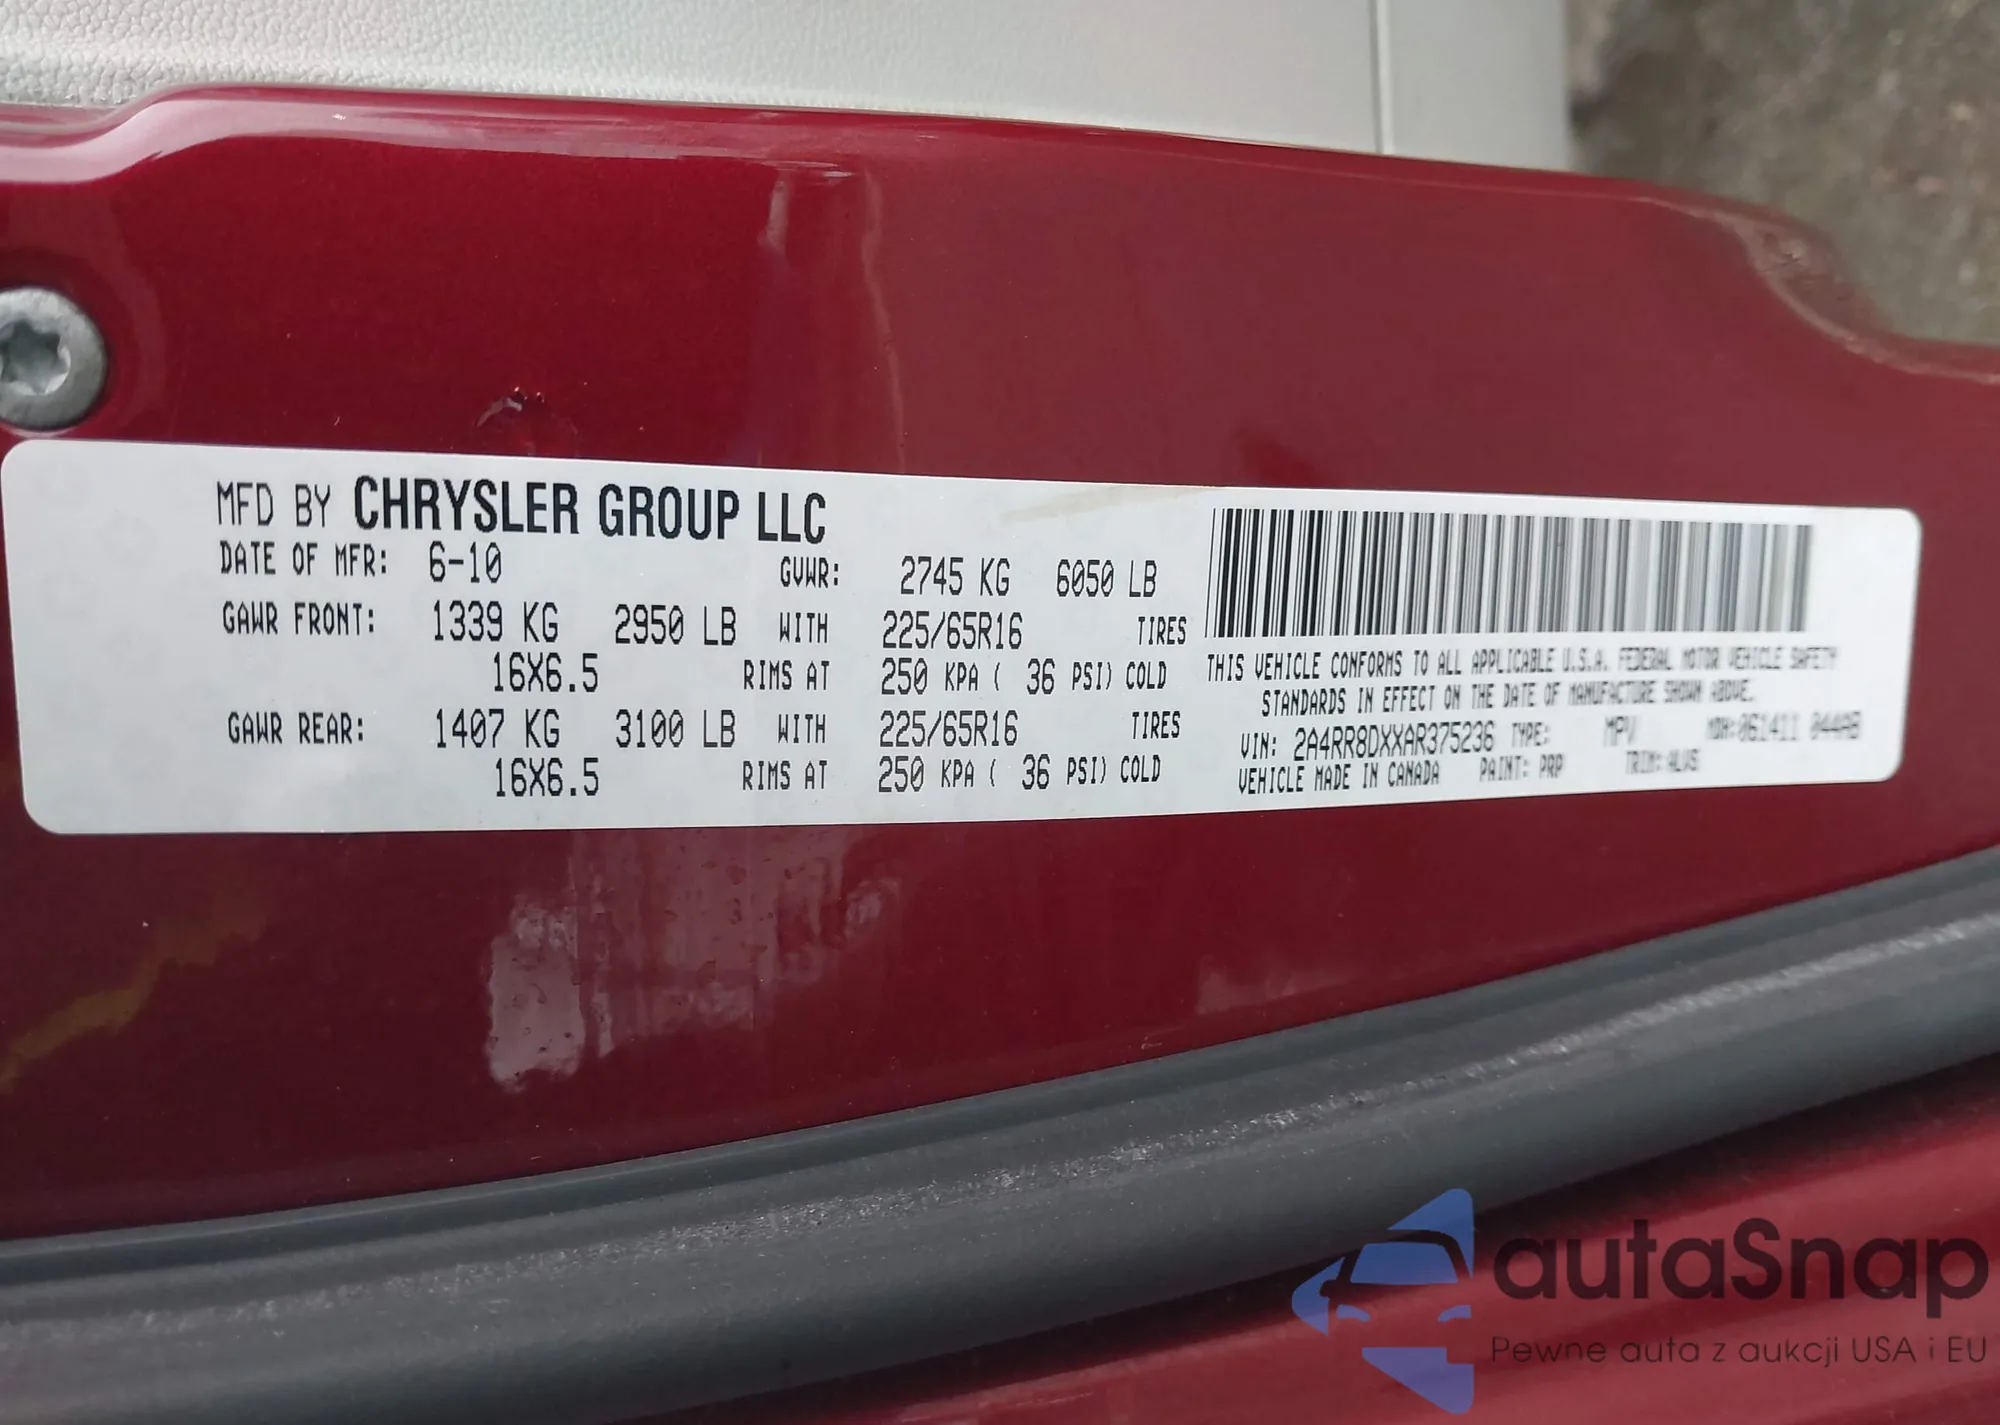 MFD BY CHRYSLER GROUP LLC
DATE OF MFR: 6-10 GVWR: 2745 KG 6050 LB
GAWR FRONT: 1339 KG 2950 LB WITH 225/65R16 TIRES
16X6.5 RIMS AT 250 KPA ( 36 PSI) COLD
GAWR REAR: 1407 KG 3100 LB WITH 225/65R16 TIRES
16X6.5 RIMS AT 250 KPA ( 36 PSI) COLD
THIS VEHICLE CONFORMS TO ALL APPLICABLE U.S.A. FEDERAL MOTOR VEHICLE SAFETY
STANDARDS IN EFFECT ON THE DATE OF MANUFACTURE SHOWN ABOVE.
VIN: 2A4RR8DXXAR375236 TYPE: MPV MDH: 061411 044AB
VEHICLE MADE IN CANADA PAINT: PRP TRIM:
autaSnap
Pewne auta z aukcji USA i EU